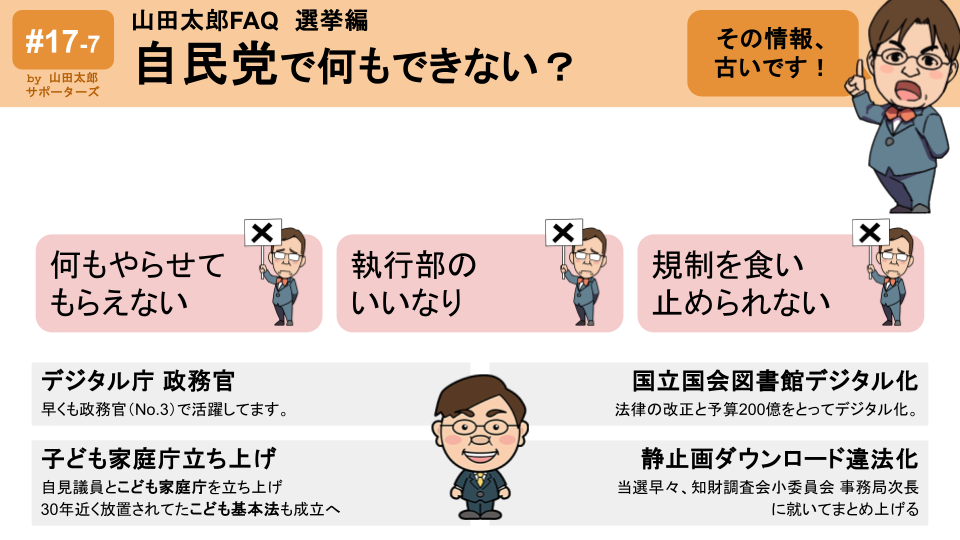 #17-7
by 山田太郎
サポーターズ
山田太郎FAQ 選挙編
自民党で何もできない？
その情報、
古いです！
何もやらせて
もらえない
執行部の
いいなり
規制を食い
止められない
デジタル庁 政務官
早くも政務官（No.3）で活躍してます。
国立国会図書館デジタル化
法律の改正と予算200億をとってデジタル化。
子ども家庭庁立ち上げ
自見議員とこども家庭庁を立ち上げ
30年近く放置されてたこども基本法も成立へ
静止画ダウンロード違法化
当選早々、知財調査会小委員会 事務局次長
に就いてまとめ上げる